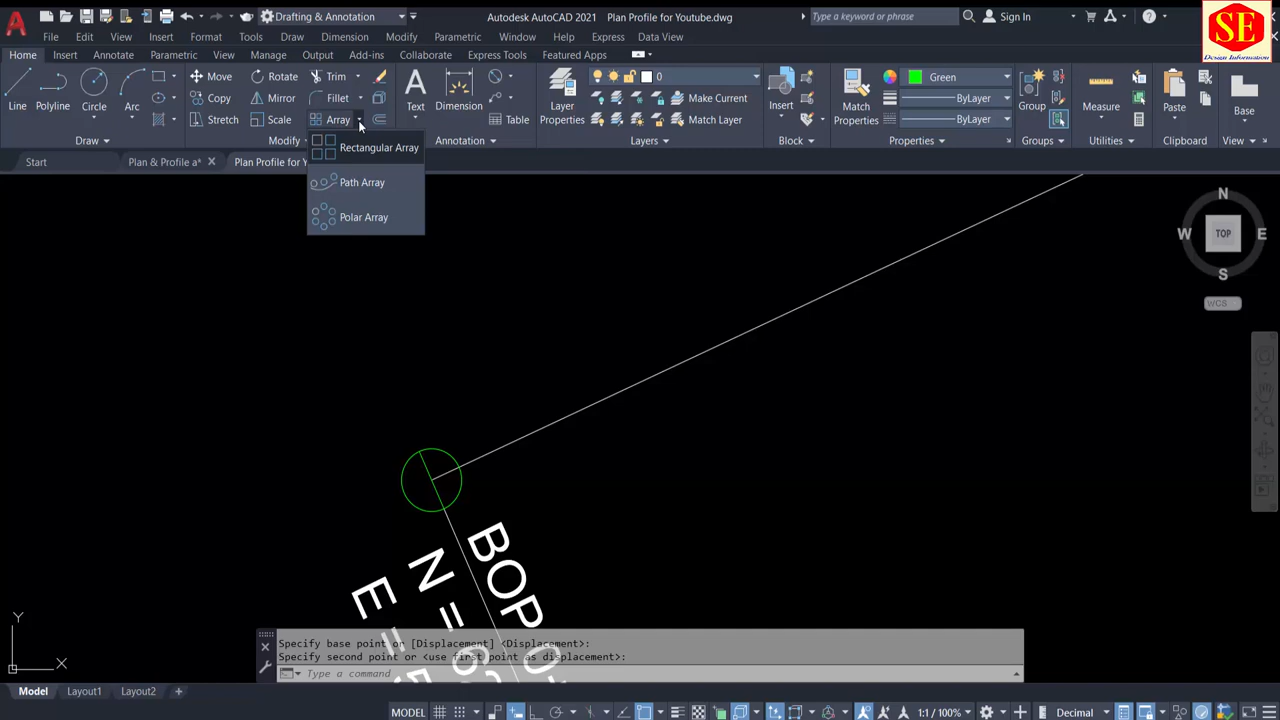 Drafting & Annotation
Autodesk AutoCAD 2021 Plan Profile for Youtube.dwg
Type a keyword or phrase
Sign In
SE
Design Information
File Edit View Insert Format Tools Draw Dimension Modify Parametric Window Help Express Data View
Home Insert Annotate Parametric View Manage Output Add-ins Collaborate Express Tools Featured Apps
Line
Polyline
Circle
Arc
Draw
Move
Rotate
Trim
Copy
Mirror
Fillet
Stretch
Scale
Array
Modify
Text
Dimension
Table
Annotation
Layer
Properties
0
Make Current
Match Layer
Layers
Insert
Block
Match
Properties
Green
ByLayer
ByLayer
Properties
Group
Groups
Measure
Utilities
Paste
Clipboard
Base
View
Rectangular Array
Path Array
Polar Array
Start
Plan & Profile a*
Plan Profile for Y
N
W
TOP
E
S
WCS
BOP
N =
E =
Y
X
Specify base point or [Displacement] <Displacement>:
Specify second point or <use first point as displacement>:
Type a command
Model Layout1 Layout2 +
MODEL
1:1 / 100%
Decimal